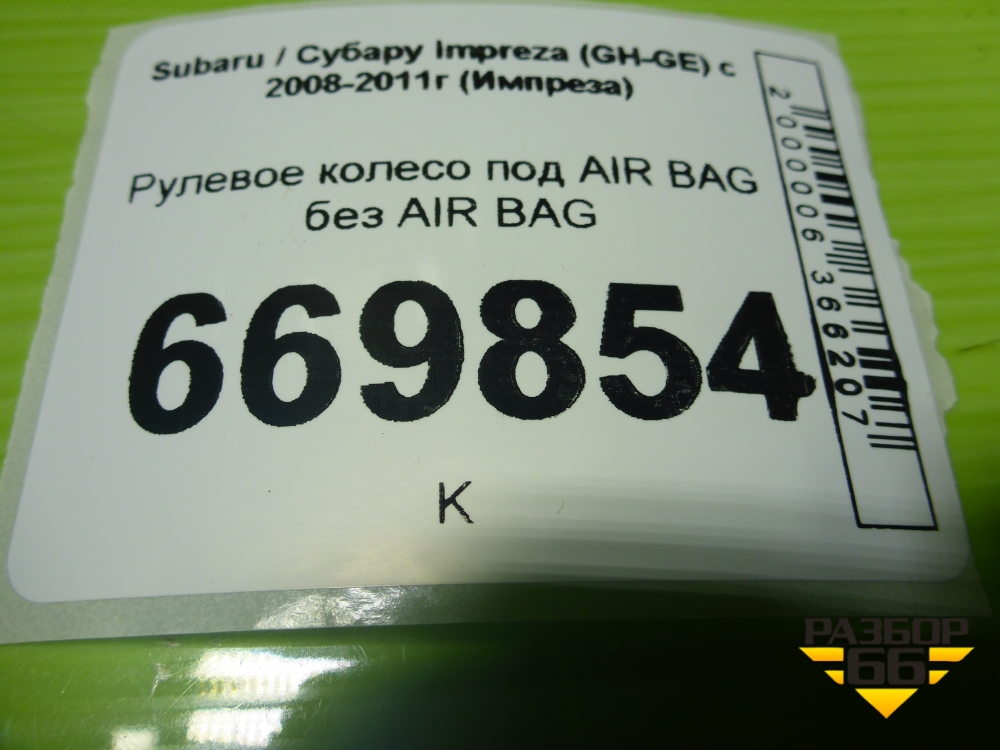 Subaru / Субару Impreza (GH-GE) с
2008-2011г (Импреза)
Рулевое колесо под AIR BAG
без AIR BAG
669854
К
2000006366207
РАЗБОР
66